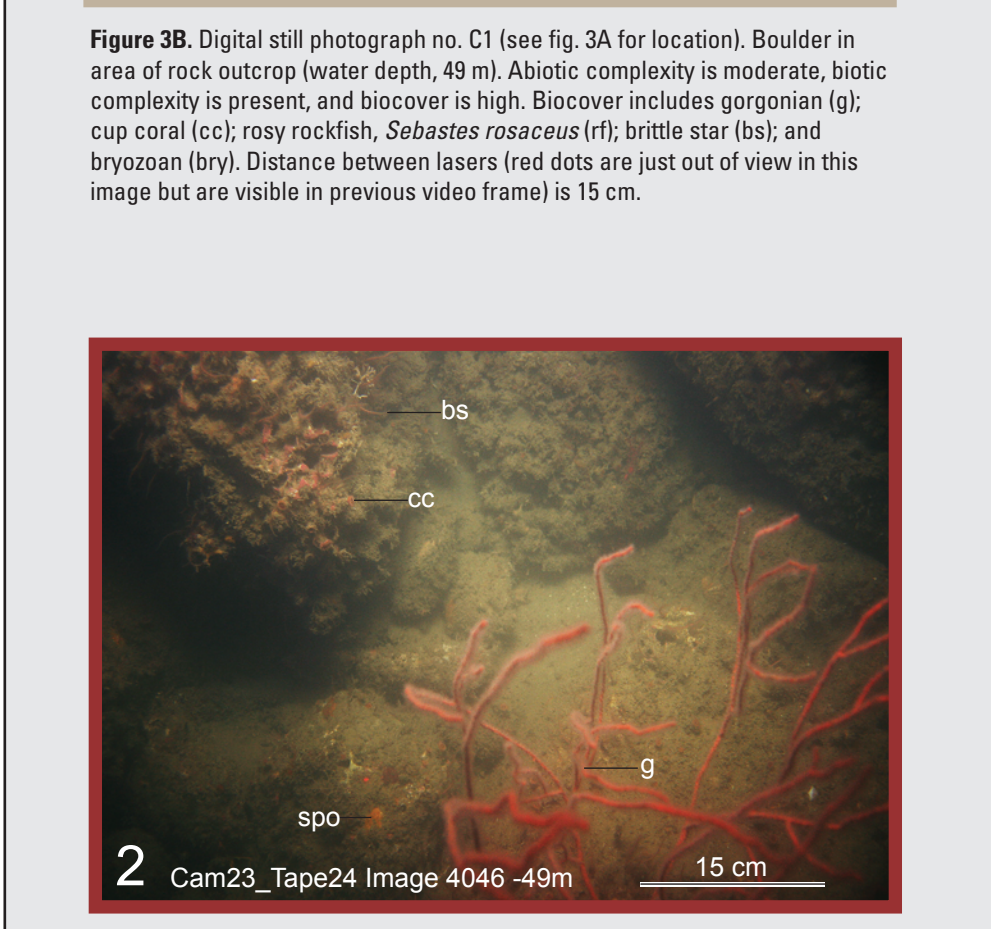 Figure 3B. Digital still photograph no. C1 (see fig. 3A for location). Boulder in
area of rock outcrop (water depth, 49 m). Abiotic complexity is moderate, biotic
complexity is present, and biocover is high. Biocover includes gorgonian (g);
cup coral (cc); rosy rockfish, Sebastes rosaceus (rf); brittle star (bs); and
bryozoan (bry). Distance between lasers (red dots are just out of view in this
image but are visible in previous video frame) is 15 cm.
bs
cc
g
spo
2 Cam23_Tape24 Image 4046 -49m 15 cm